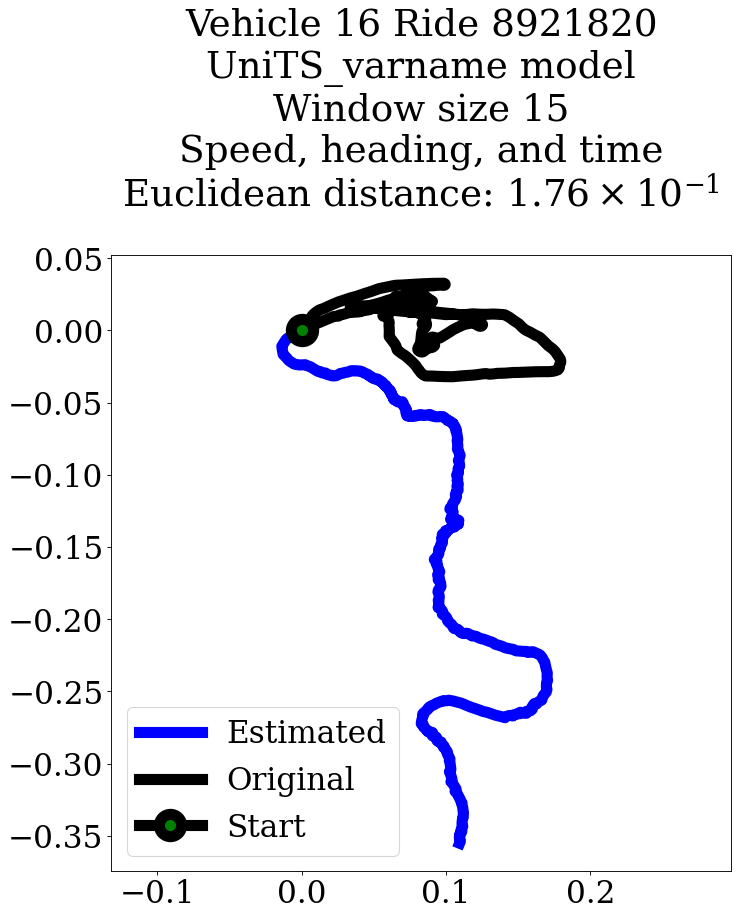 Vehicle 16 Ride 8921820
UniTS_varname model
Window size 15
Speed, heading, and time
Euclidean distance: 1.76 × 10⁻¹
0.05
0.00
−0.05
−0.10
−0.15
−0.20
−0.25
−0.30
−0.35
Estimated
Original
Start
−0.1
0.0
0.1
0.2